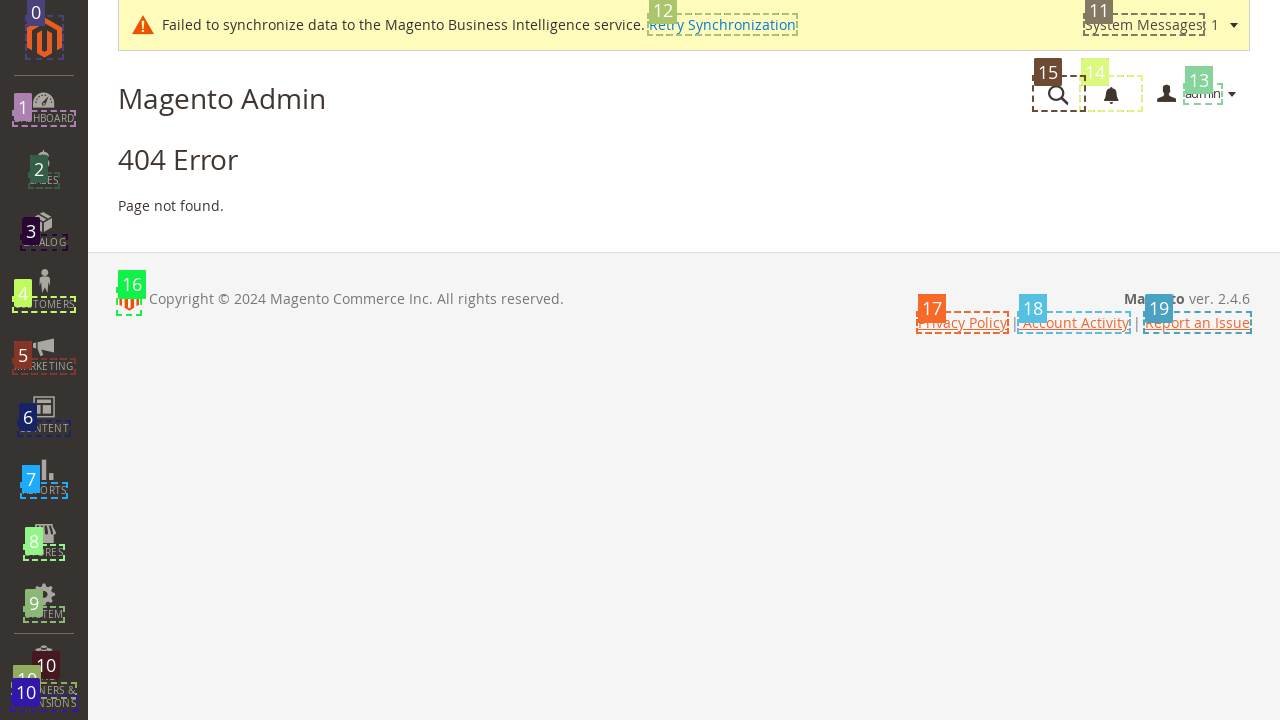 0
Failed to synchronize data to the Magento Business Intelligence service. Retry Synchronization
12
System Messages: 1
11
Magento Admin
15
14
13
admin
1
DASHBOARD
404 Error
2
SALES
Page not found.
3
CATALOG
4
CUSTOMERS
16
Copyright © 2024 Magento Commerce Inc. All rights reserved.
Magento ver. 2.4.6
17
18
19
Privacy Policy | Account Activity | Report an Issue
5
MARKETING
6
CONTENT
7
REPORTS
8
STORES
9
SYSTEM
10
10
10